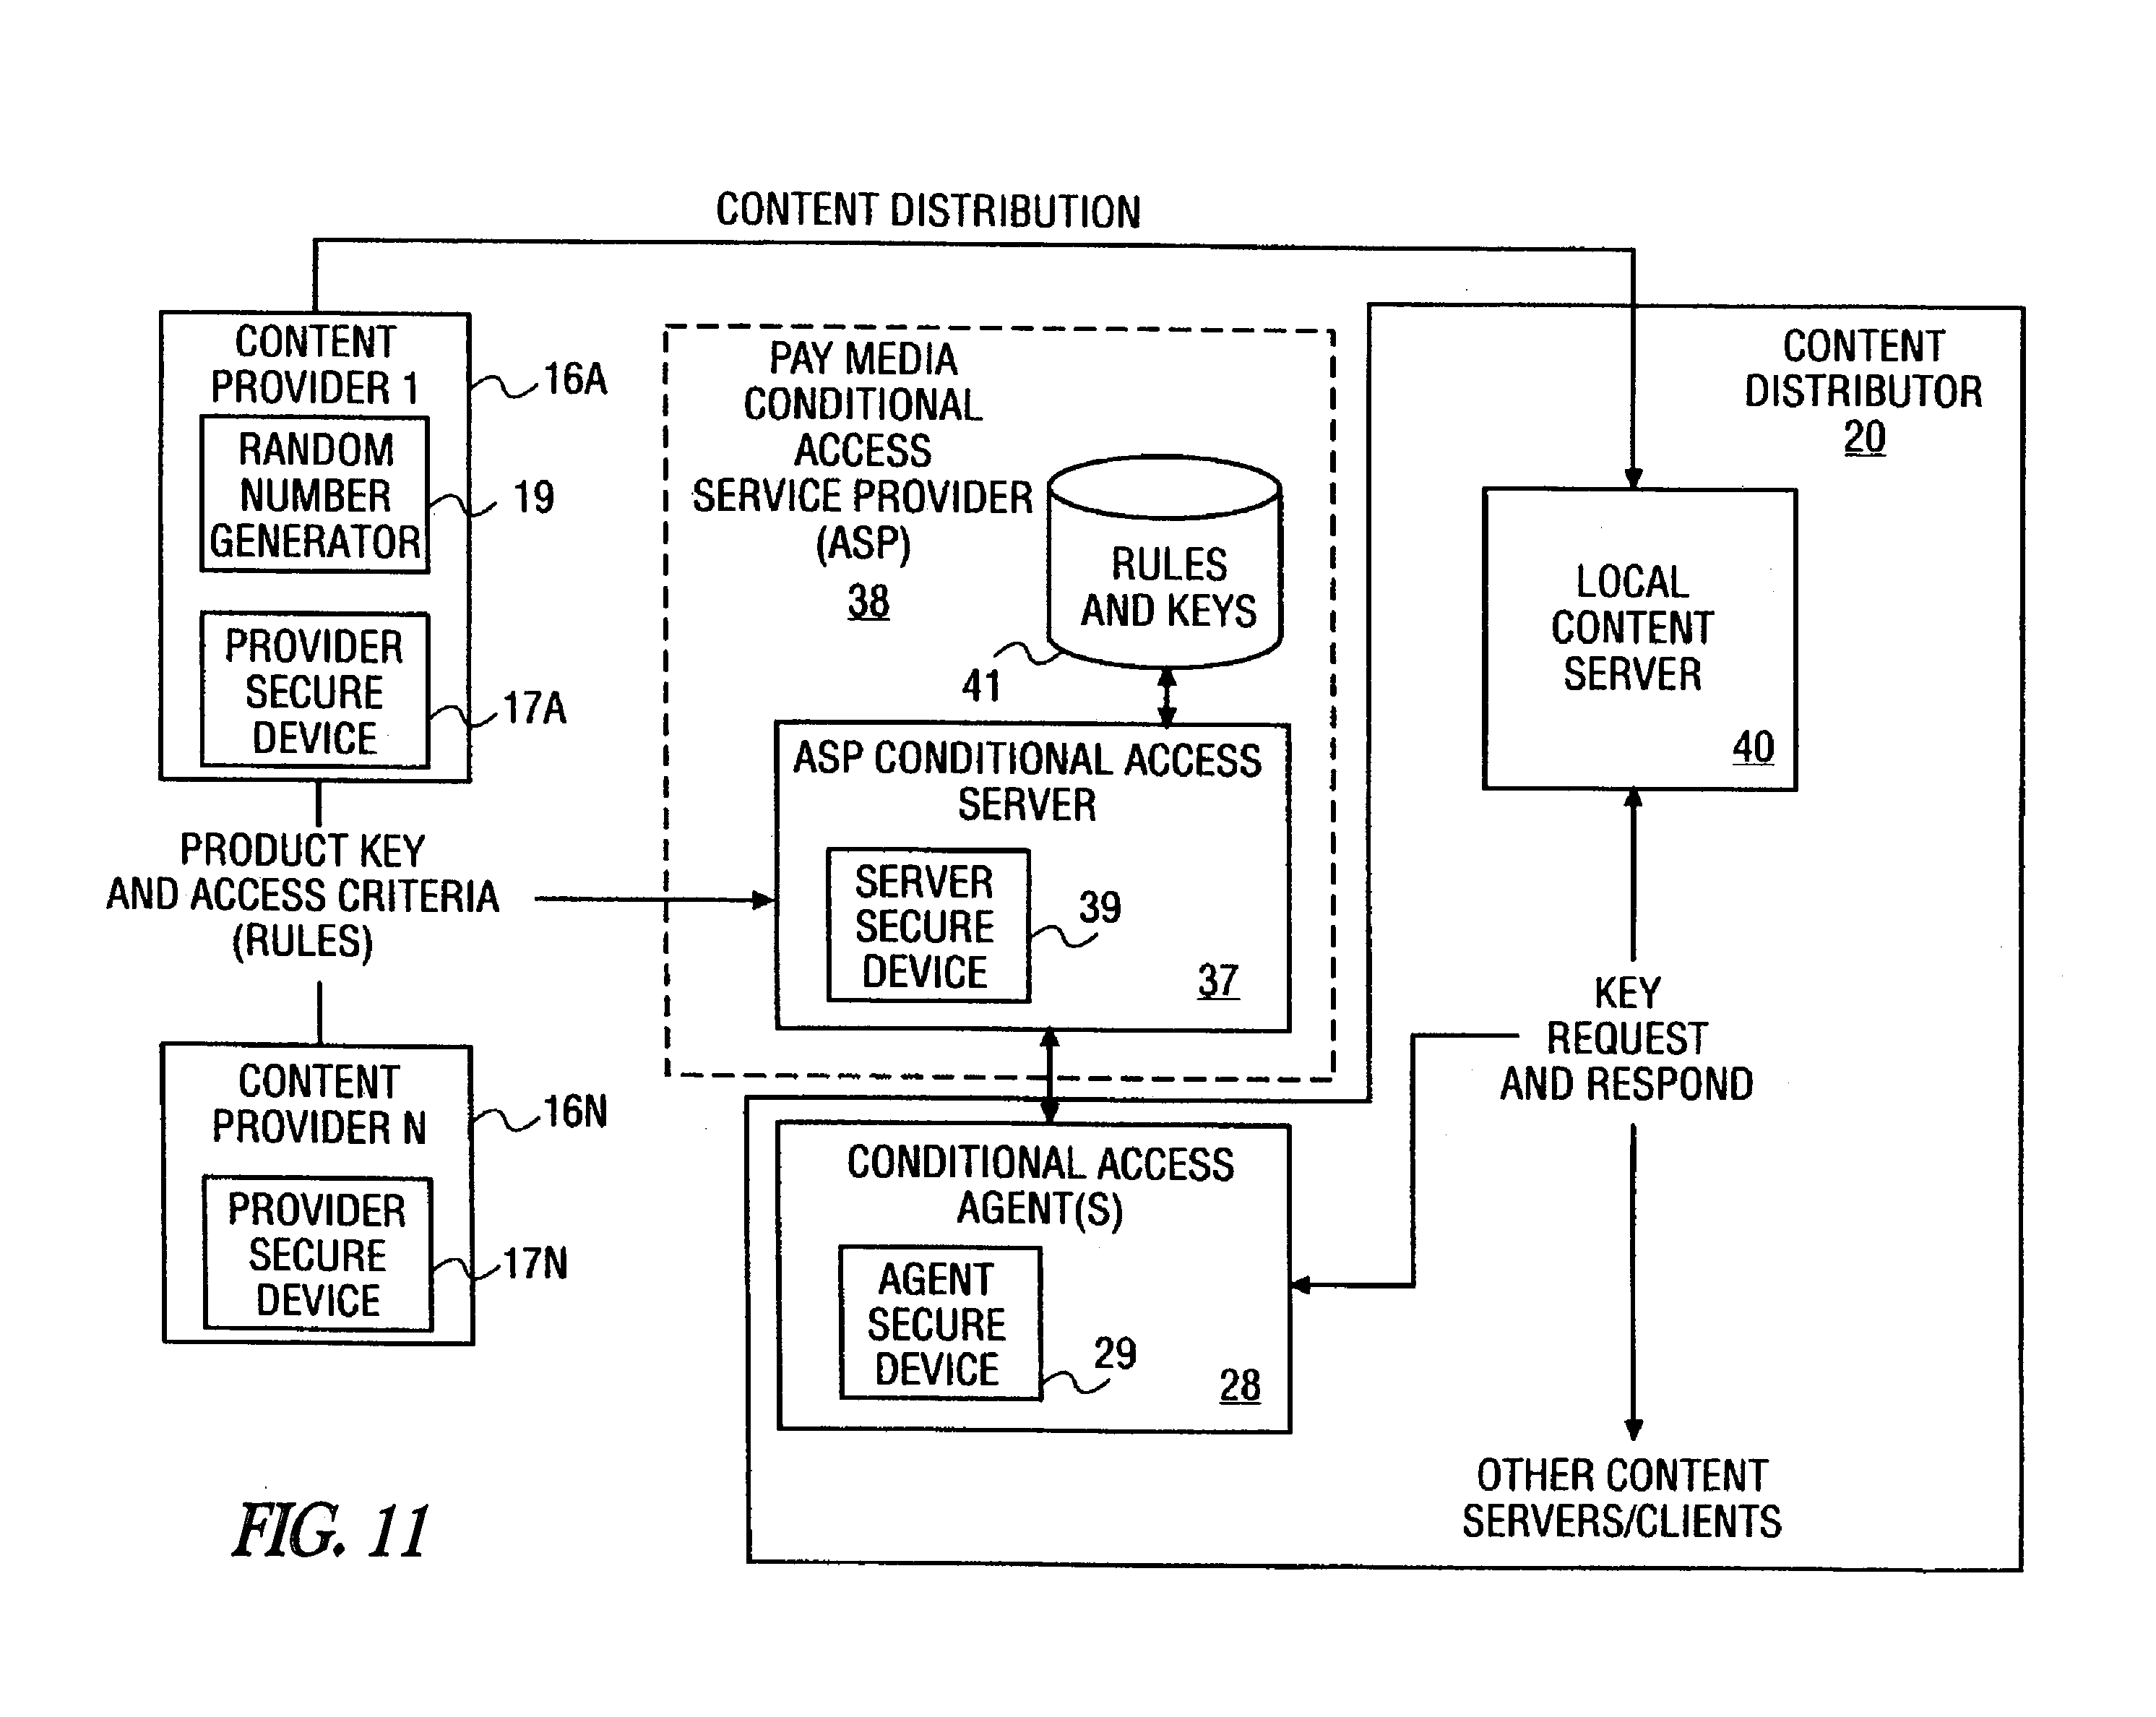 CONTENT DISTRIBUTION
CONTENT
PROVIDER 1
16A
RANDOM
NUMBER
GENERATOR
19
PROVIDER
SECURE
DEVICE
17A
PRODUCT KEY
AND ACCESS CRITERIA
(RULES)
CONTENT
PROVIDER N
16N
PROVIDER
SECURE
DEVICE
17N
PAY MEDIA
CONDITIONAL
ACCESS
SERVICE PROVIDER
(ASP)
38
RULES
AND KEYS
41
ASP CONDITIONAL ACCESS
SERVER
SERVER
SECURE
DEVICE
39
37
CONDITIONAL ACCESS
AGENT(S)
AGENT
SECURE
DEVICE
29
28
CONTENT
DISTRIBUTOR
20
LOCAL
CONTENT
SERVER
40
KEY
REQUEST
AND RESPOND
OTHER CONTENT
SERVERS/CLIENTS
FIG. 11